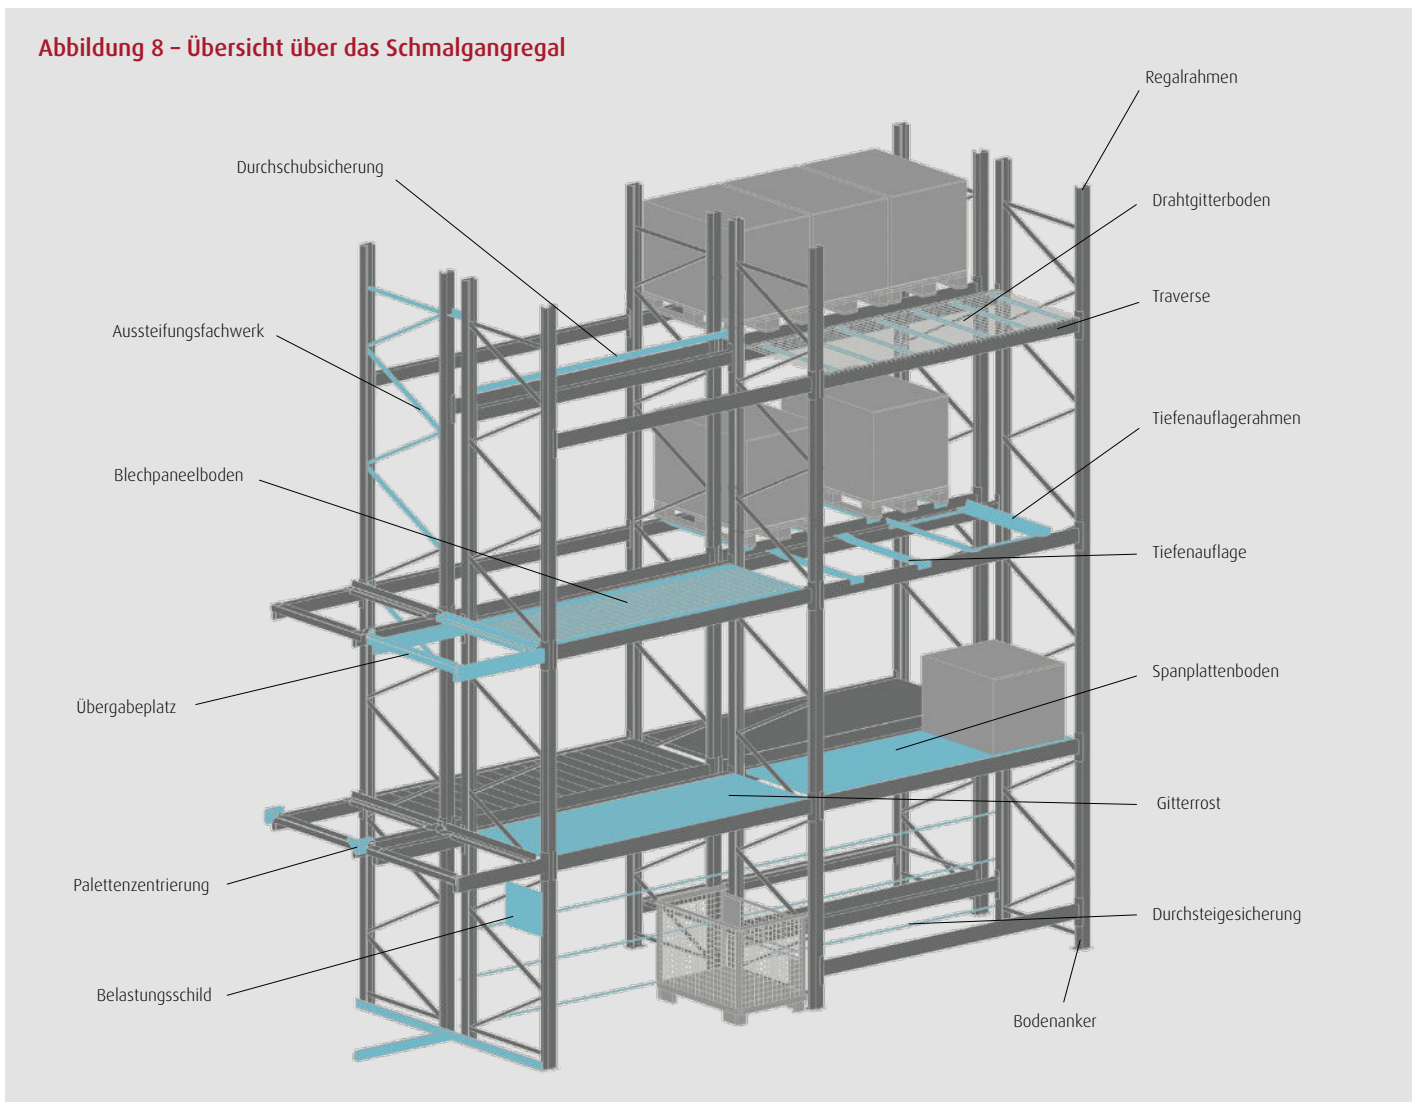 Abbildung 8 – Übersicht über das Schmalgangregal
Regalrahmen
Durchschubsicherung
Drahtgitterboden
Traverse
Aussteifungsfachwerk
Tiefenauflagerahmen
Blechpaneelboden
Tiefenauflage
Spanplattenboden
Übergabeplatz
Gitterrost
Palettenzentrierung
Durchsteigesicherung
Belastungsschild
Bodenanker